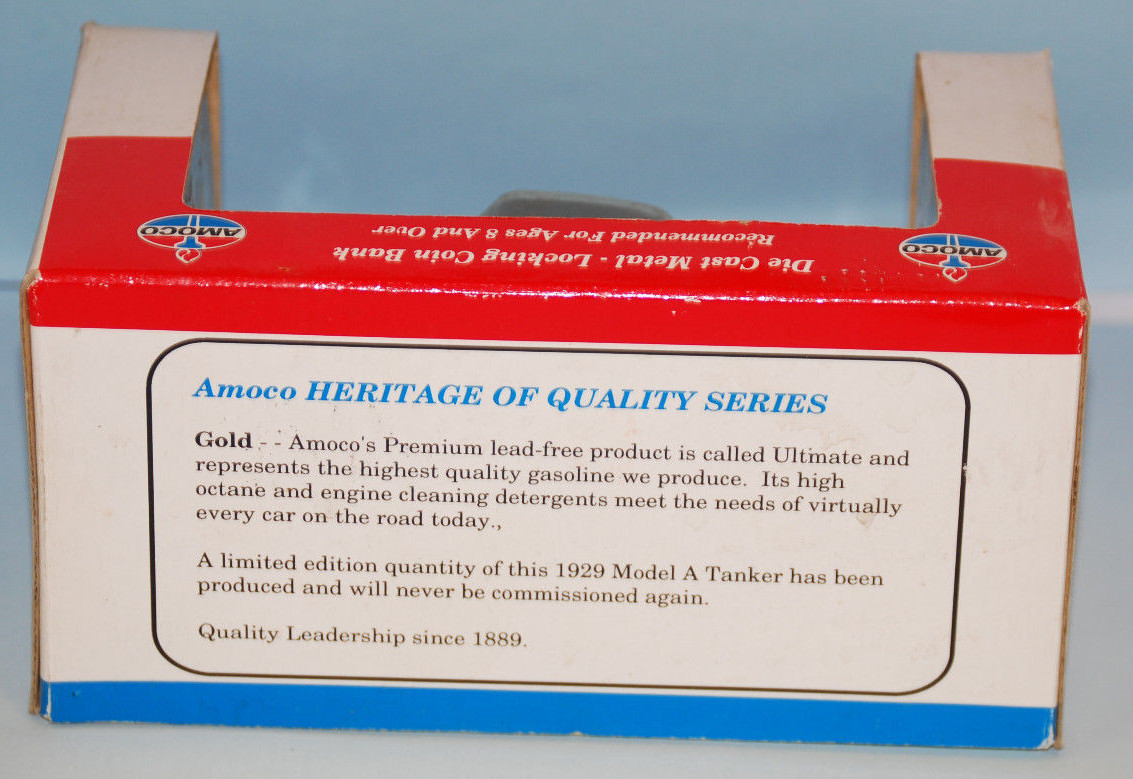 AMOCO
AMOCO
Die Cast Metal - Locking Coin Bank
Recommended For Ages 8 And Over
Amoco HERITAGE OF QUALITY SERIES
Gold - - Amoco's Premium lead-free product is called Ultimate and
represents the highest quality gasoline we produce. Its high
octane and engine cleaning detergents meet the needs of virtually
every car on the road today.,
A limited edition quantity of this 1929 Model A Tanker has been
produced and will never be commissioned again.
Quality Leadership since 1889.